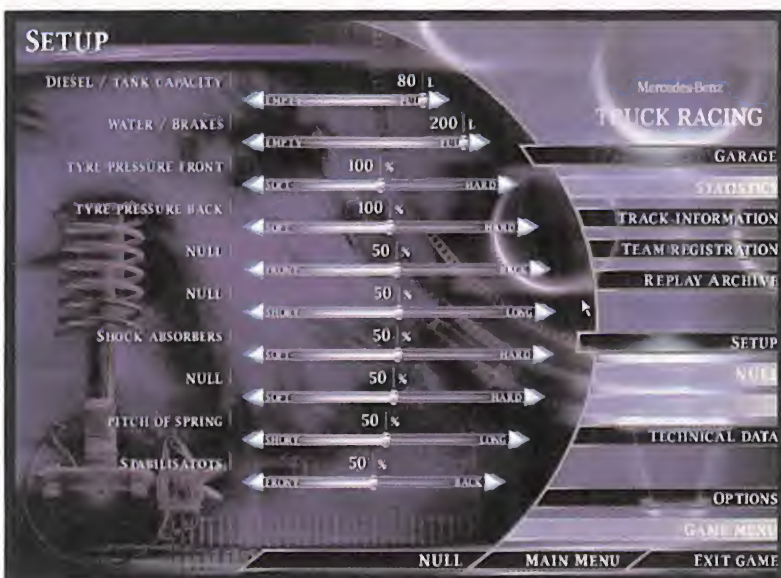 SETUP
DIESEL / TANK CAPACITY 80 L
EMPTY FULL
WATER / BRAKES 200 L
EMPTY FULL
TYRE PRESSURE FRONT 100 %
SOFT HARD
TYRE PRESSURE BACK 100 %
SOFT HARD
NULL 50 %
FRONT BACK
NULL 50 %
SHORT LONG
SHOCK ABSORBERS 50 %
SOFT HARD
NULL 50 %
SOFT HARD
PITCH OF SPRING 50 %
SHORT LONG
STABILISATOTS 50 %
FRONT BACK
Mercedes-Benz
TRUCK RACING
GARAGE
STATISTICS
TRACK INFORMATION
TEAM REGISTRATION
REPLAY ARCHIVE
SETUP
NULL
TECHNICAL DATA
OPTIONS
GAME MENU
NULL MAIN MENU EXIT GAME